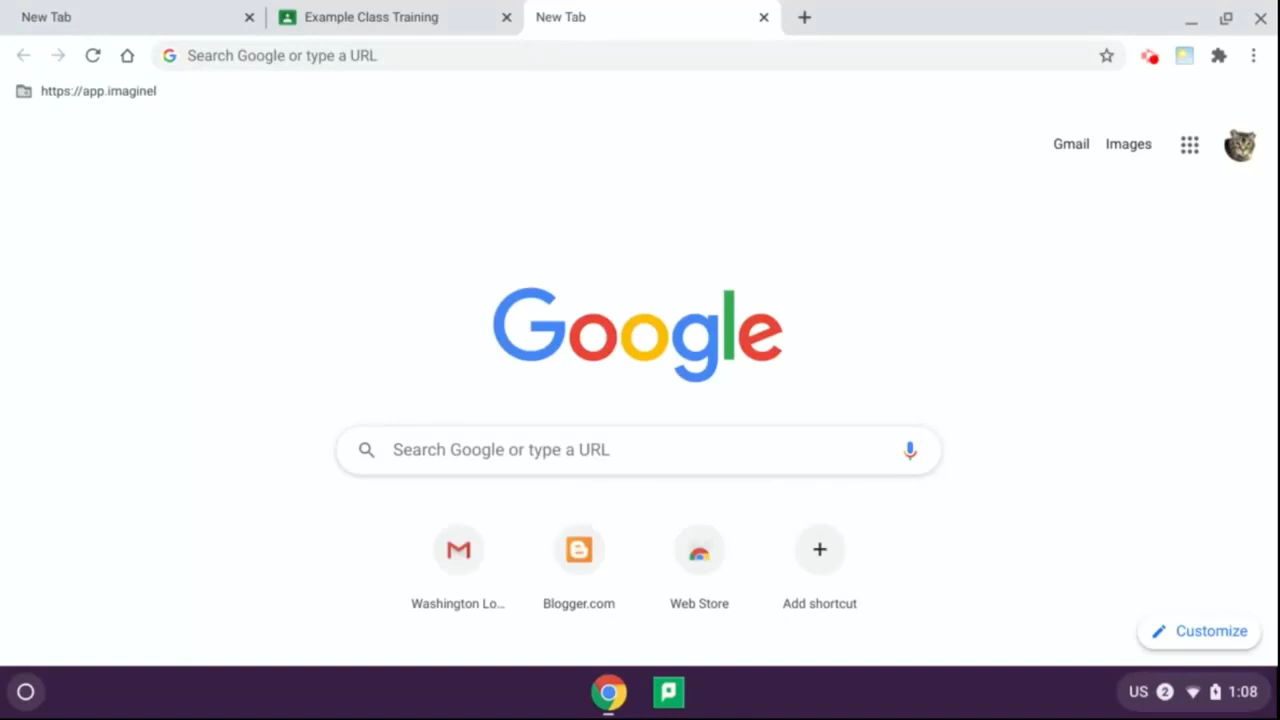 New Tab
Example Class Training
New Tab
Search Google or type a URL
https://app.imaginel
Gmail Images
Google
Search Google or type a URL
Washington Lo...
Blogger.com
Web Store
Add shortcut
Customize
US 2 1:08